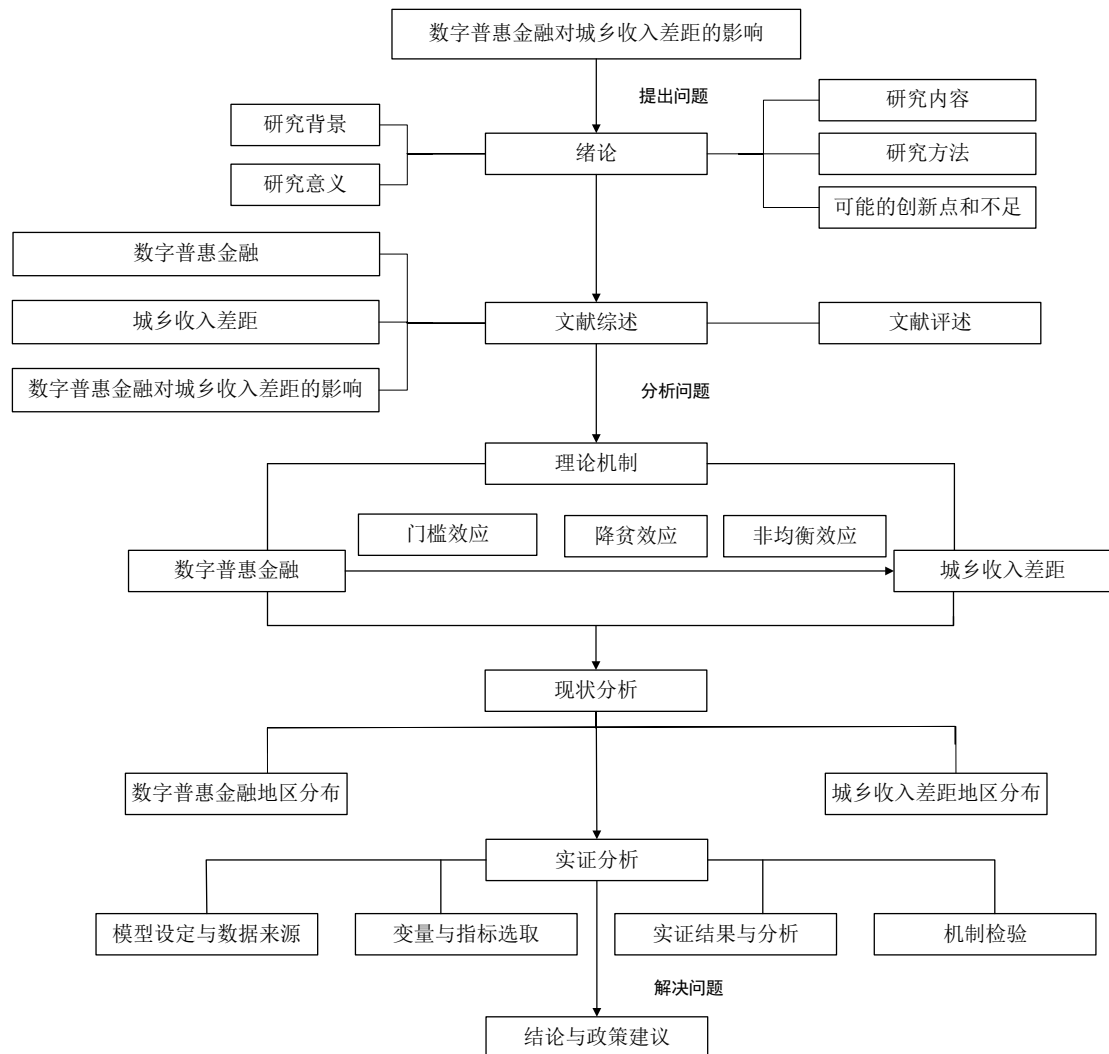 数字普惠金融对城乡收入差距的影响
提出问题
研究背景
研究意义
绪论
研究内容
研究方法
可能的创新点和不足
数字普惠金融
城乡收入差距
数字普惠金融对城乡收入差距的影响
文献综述
文献评述
分析问题
理论机制
门槛效应
降贫效应
非均衡效应
数字普惠金融
城乡收入差距
现状分析
数字普惠金融地区分布
城乡收入差距地区分布
实证分析
模型设定与数据来源
变量与指标选取
实证结果与分析
机制检验
解决问题
结论与政策建议